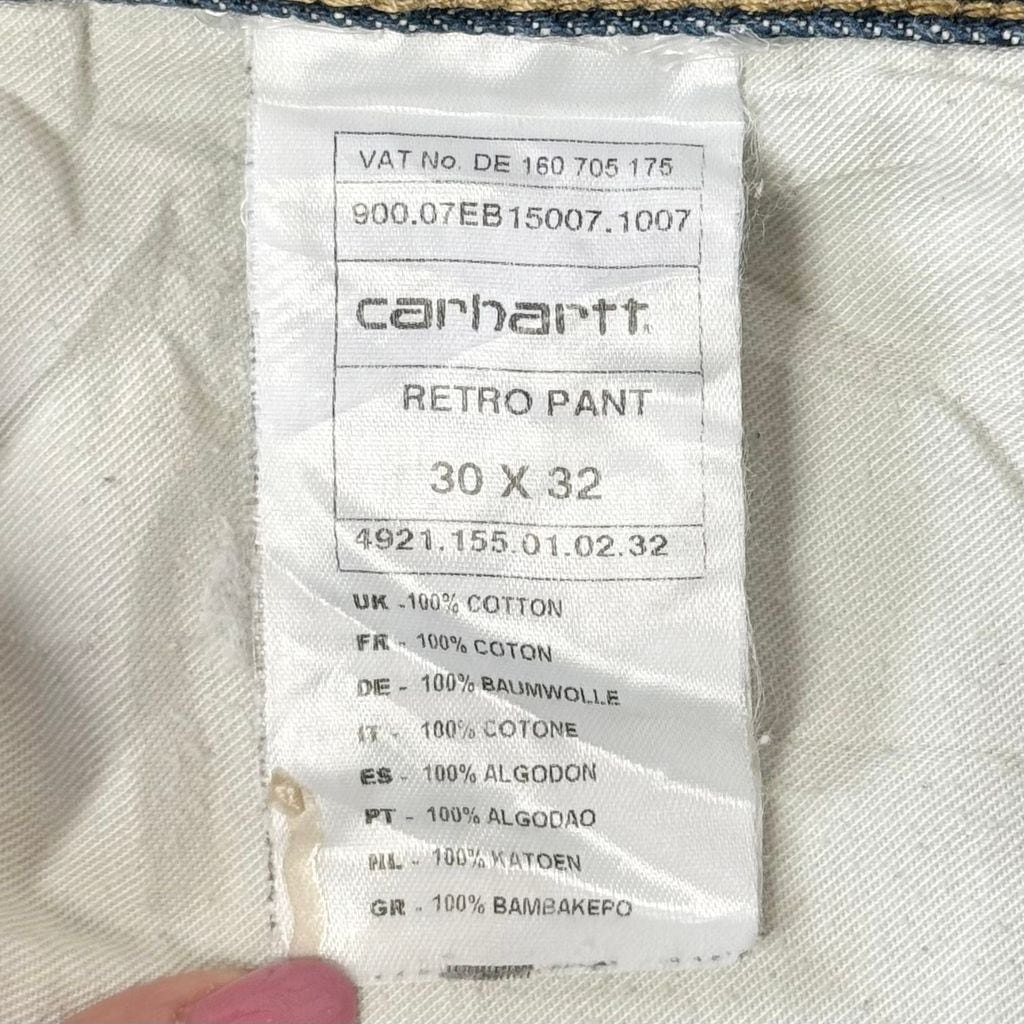 VAT No. DE 160 705 175
900.07EB15007.1007
carhartt
RETRO PANT
30 X 32
4921.155.01.02.32
UK -100% COTTON
FR - 100% COTON
DE - 100% BAUMWOLLE
IT - 100% COTONE
ES - 100% ALGODON
PT - 100% ALGODAO
NL - 100% KATOEN
GR - 100% BAMBAKEPO